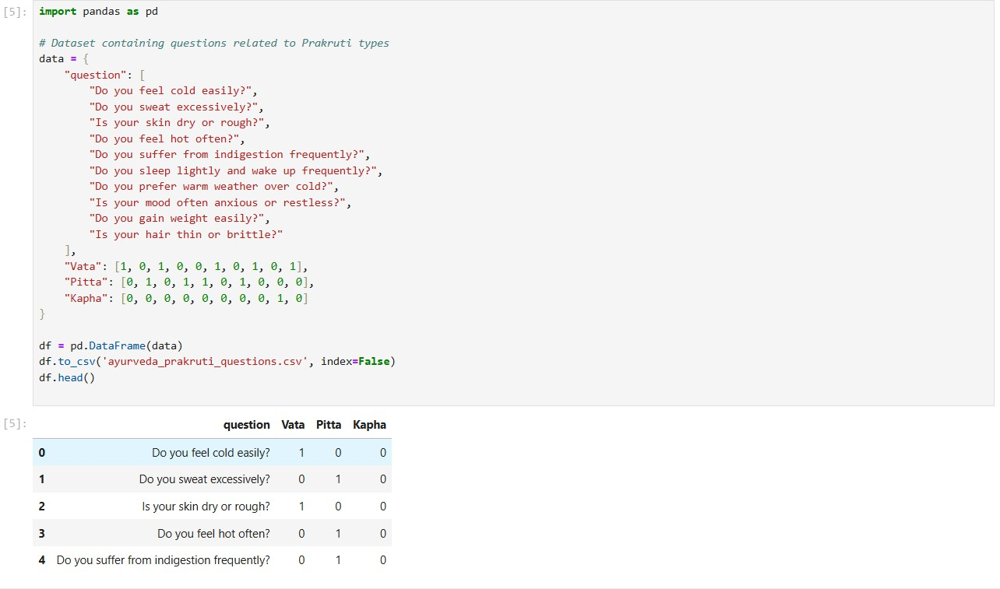 [5]: import pandas as pd
# Dataset containing questions related to Prakruti types
data = {
    "question": [
        "Do you feel cold easily?",
        "Do you sweat excessively?",
        "Is your skin dry or rough?",
        "Do you feel hot often?",
        "Do you suffer from indigestion frequently?",
        "Do you sleep lightly and wake up frequently?",
        "Do you prefer warm weather over cold?",
        "Is your mood often anxious or restless?",
        "Do you gain weight easily?",
        "Is your hair thin or brittle?"
    ],
    "Vata": [1, 0, 1, 0, 0, 1, 0, 1, 0, 1],
    "Pitta": [0, 1, 0, 1, 1, 0, 1, 0, 0, 0],
    "Kapha": [0, 0, 0, 0, 0, 0, 0, 0, 1, 0]
}
df = pd.DataFrame(data)
df.to_csv('ayurveda_prakruti_questions.csv', index=False)
df.head()
[5]: question Vata Pitta Kapha
0 Do you feel cold easily? 1 0 0
1 Do you sweat excessively? 0 1 0
2 Is your skin dry or rough? 1 0 0
3 Do you feel hot often? 0 1 0
4 Do you suffer from indigestion frequently? 0 1 0